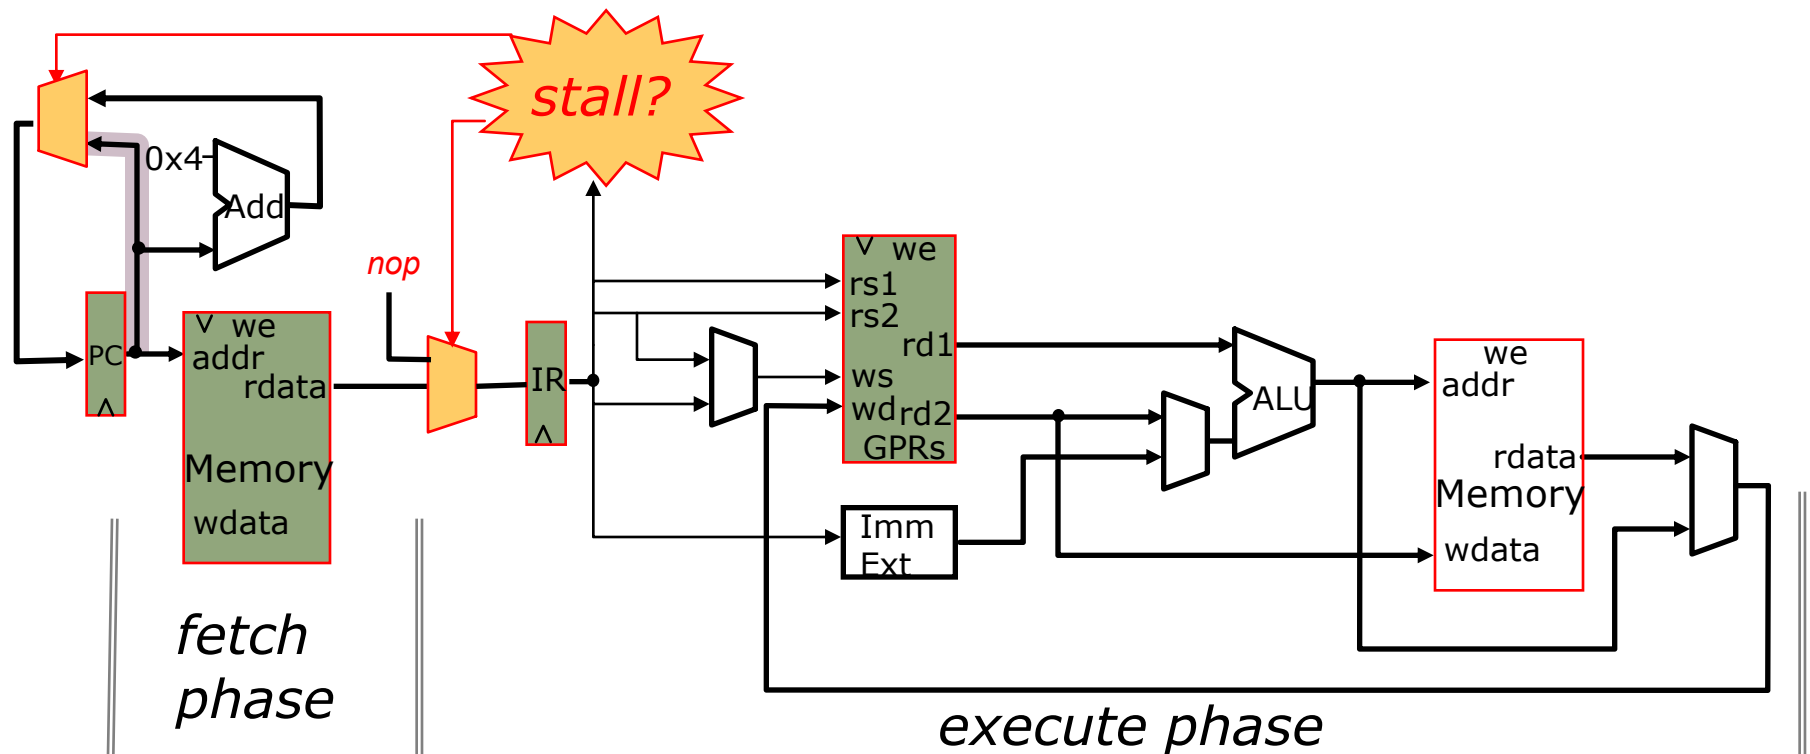 stall?
0x4
Add
nop
PC
we
addr
rdata
Memory
wdata
IR
we
rs1
rs2
rd1
ws
wd
rd2
GPRs
Imm
Ext
ALU
we
addr
rdata
Memory
wdata
fetch
phase
execute phase